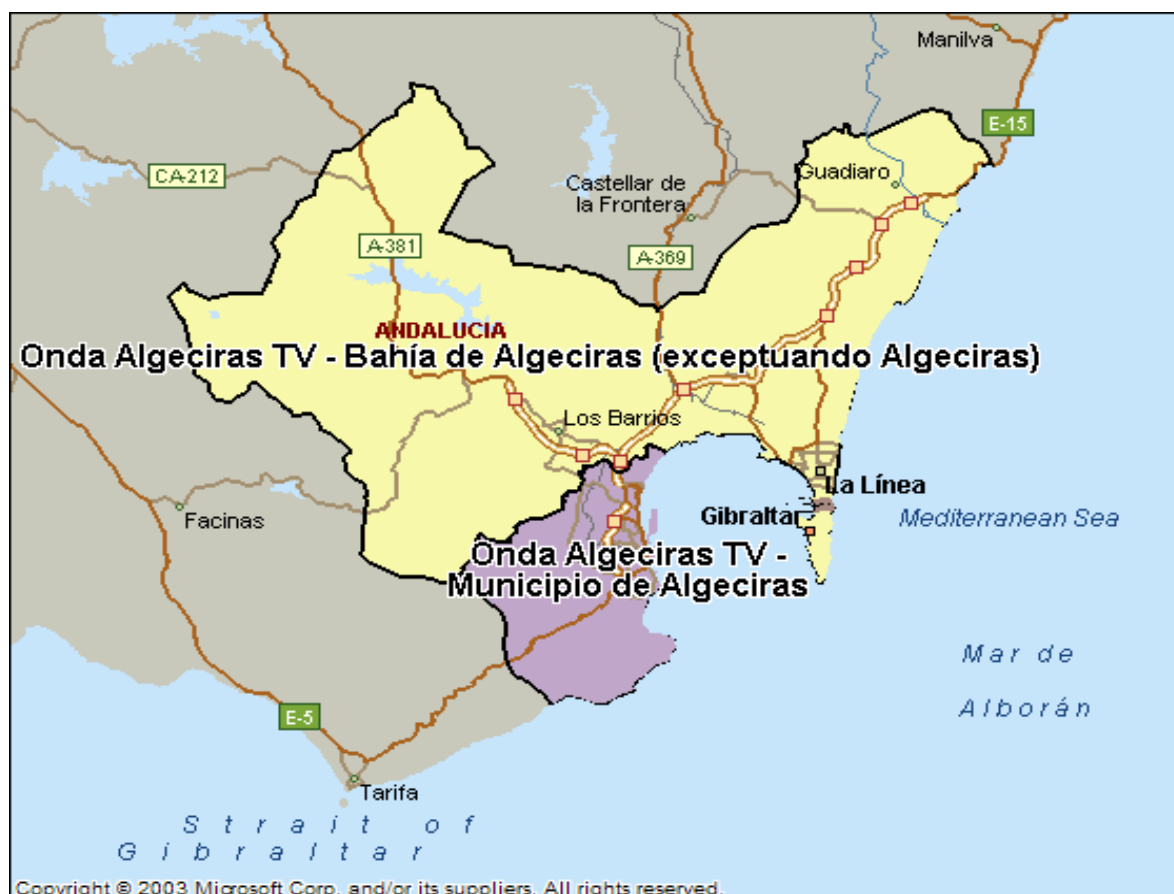 Manilva
E-15
CA-212
Guadiaro
Castellar de
la Frontera
A-381
A-369
ANDALUCIA
Onda Algeciras TV - Bahía de Algeciras (exceptuando Algeciras)
Los Barrios
La Línea
Facinas
Gibraltar
Mediterranean Sea
Onda Algeciras TV -
Municipio de Algeciras
Mar de
Alborán
E-5
Tarifa
Strait of
Gibraltar
Copyright © 2003 Microsoft Corp. and/or its suppliers. All rights reserved.